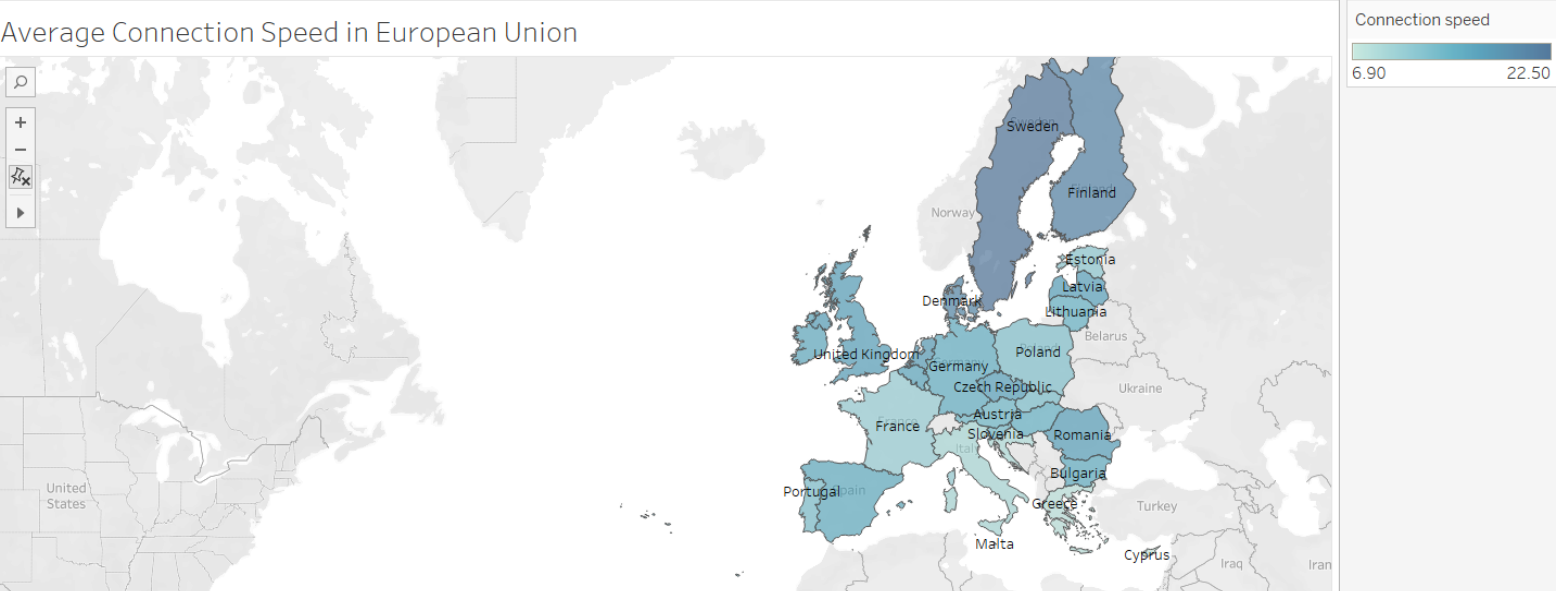 Average Connection Speed in European Union
Connection speed
6.90 22.50
Sweden
Finland
Norway
Estonia
Latvia
Denmark
Lithuania
Belarus
United Kingdom
Poland
Germany
Czech Republic
Ukraine
Austria
France
Slovenia
Romania
Italy
Bulgaria
United
States
Portugal
Spain
Greece
Turkey
Malta
Cyprus
Iraq
Iran